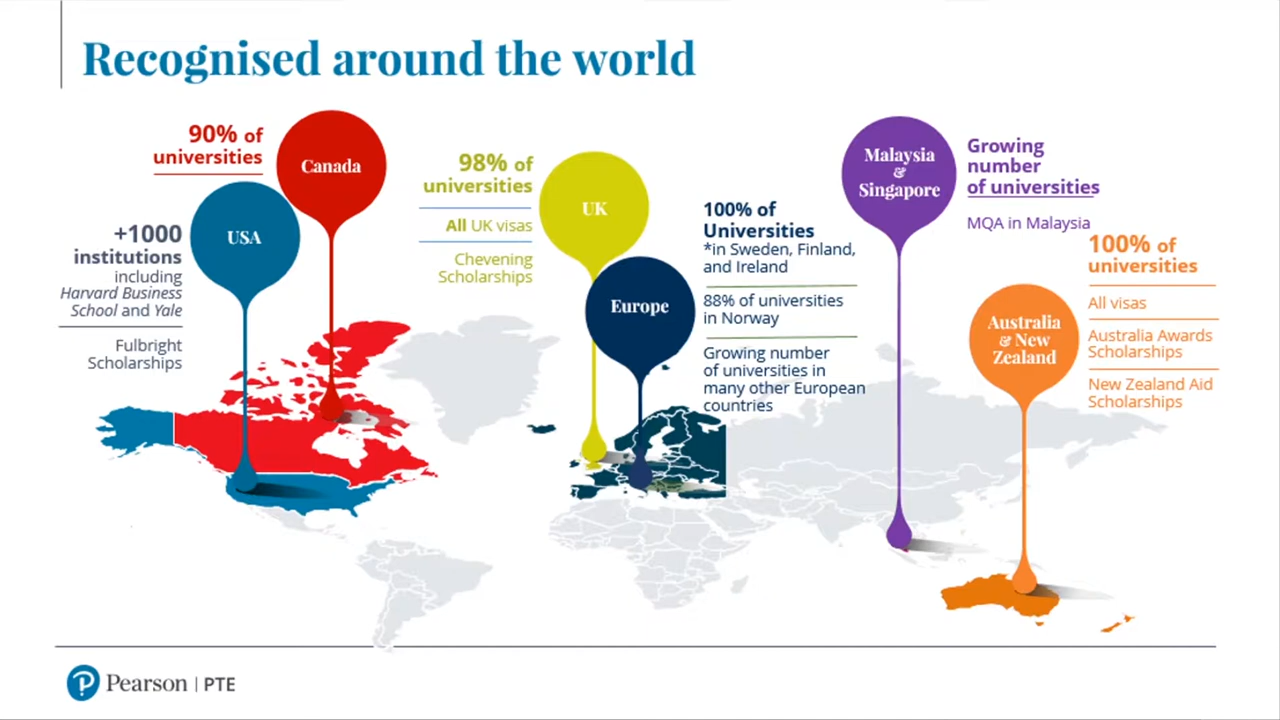 Recognised around the world
90% of
universities
Canada
+1000
institutions
including
Harvard Business
School and Yale
Fulbright
Scholarships
USA
98% of
universities
All UK visas
Chevening
Scholarships
UK
Europe
100% of
Universities
*in Sweden, Finland,
and Ireland
88% of universities
in Norway
Growing number
of universities in
many other European
countries
Malaysia
&
Singapore
Growing
number
of universities
MQA in Malaysia
Australia
& New
Zealand
100% of
universities
All visas
Australia Awards
Scholarships
New Zealand Aid
Scholarships
Pearson | PTE